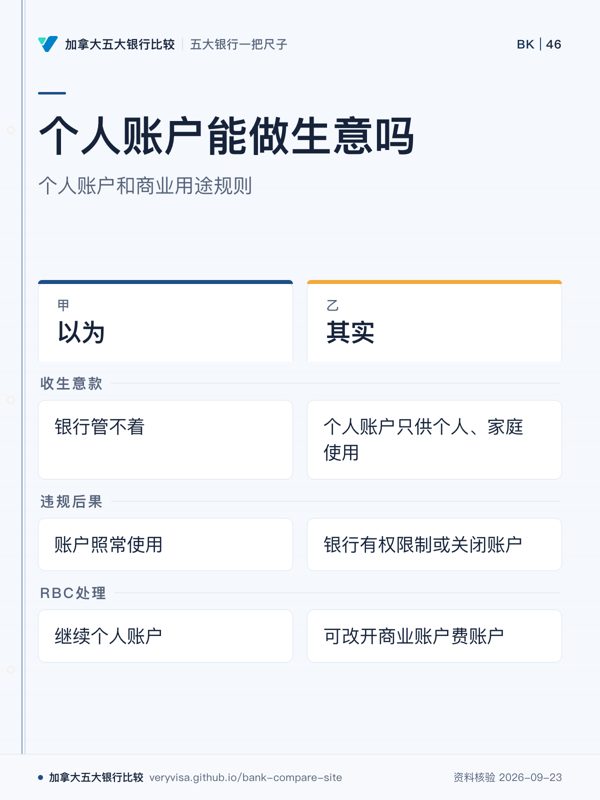 加拿大五大银行比较 五大银行一把尺子 BK | 46
个人账户能做生意吗
个人账户和商业用途规则
甲
以为
乙
其实
收生意款
银行管不着
个人账户只供个人、家庭
使用
违规后果
账户照常使用
银行有权限制或关闭账户
RBC处理
继续个人账户
可改开商业账户费账户
加拿大五大银行比较 veryvisa.github.io/bank-compare-site 资料核验 2026-09-23